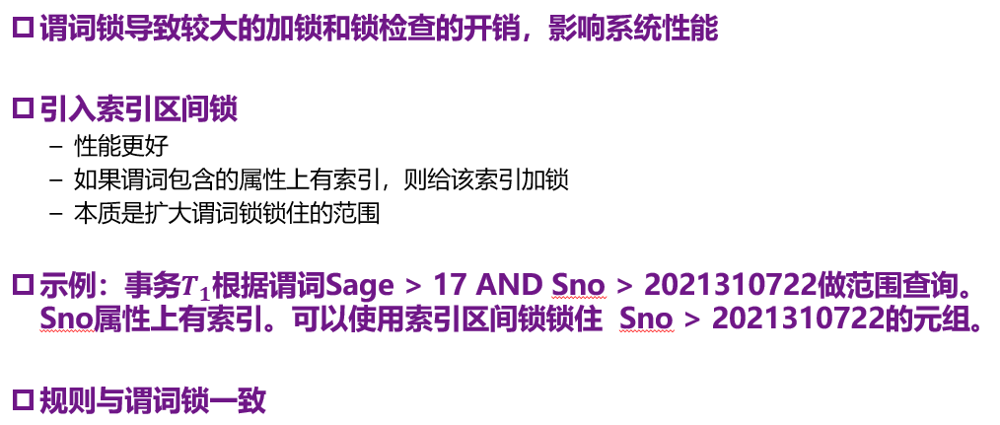 谓词锁导致较大的加锁和锁检查的开销，影响系统性能
引入索引区间锁
– 性能更好
– 如果谓词包含的属性上有索引，则给该索引加锁
– 本质是扩大谓词锁锁住的范围
示例：事务T₁根据谓词Sage > 17 AND Sno > 2021310722做范围查询。
Sno属性上有索引。可以使用索引区间锁锁住 Sno > 2021310722的元组。
规则与谓词锁一致